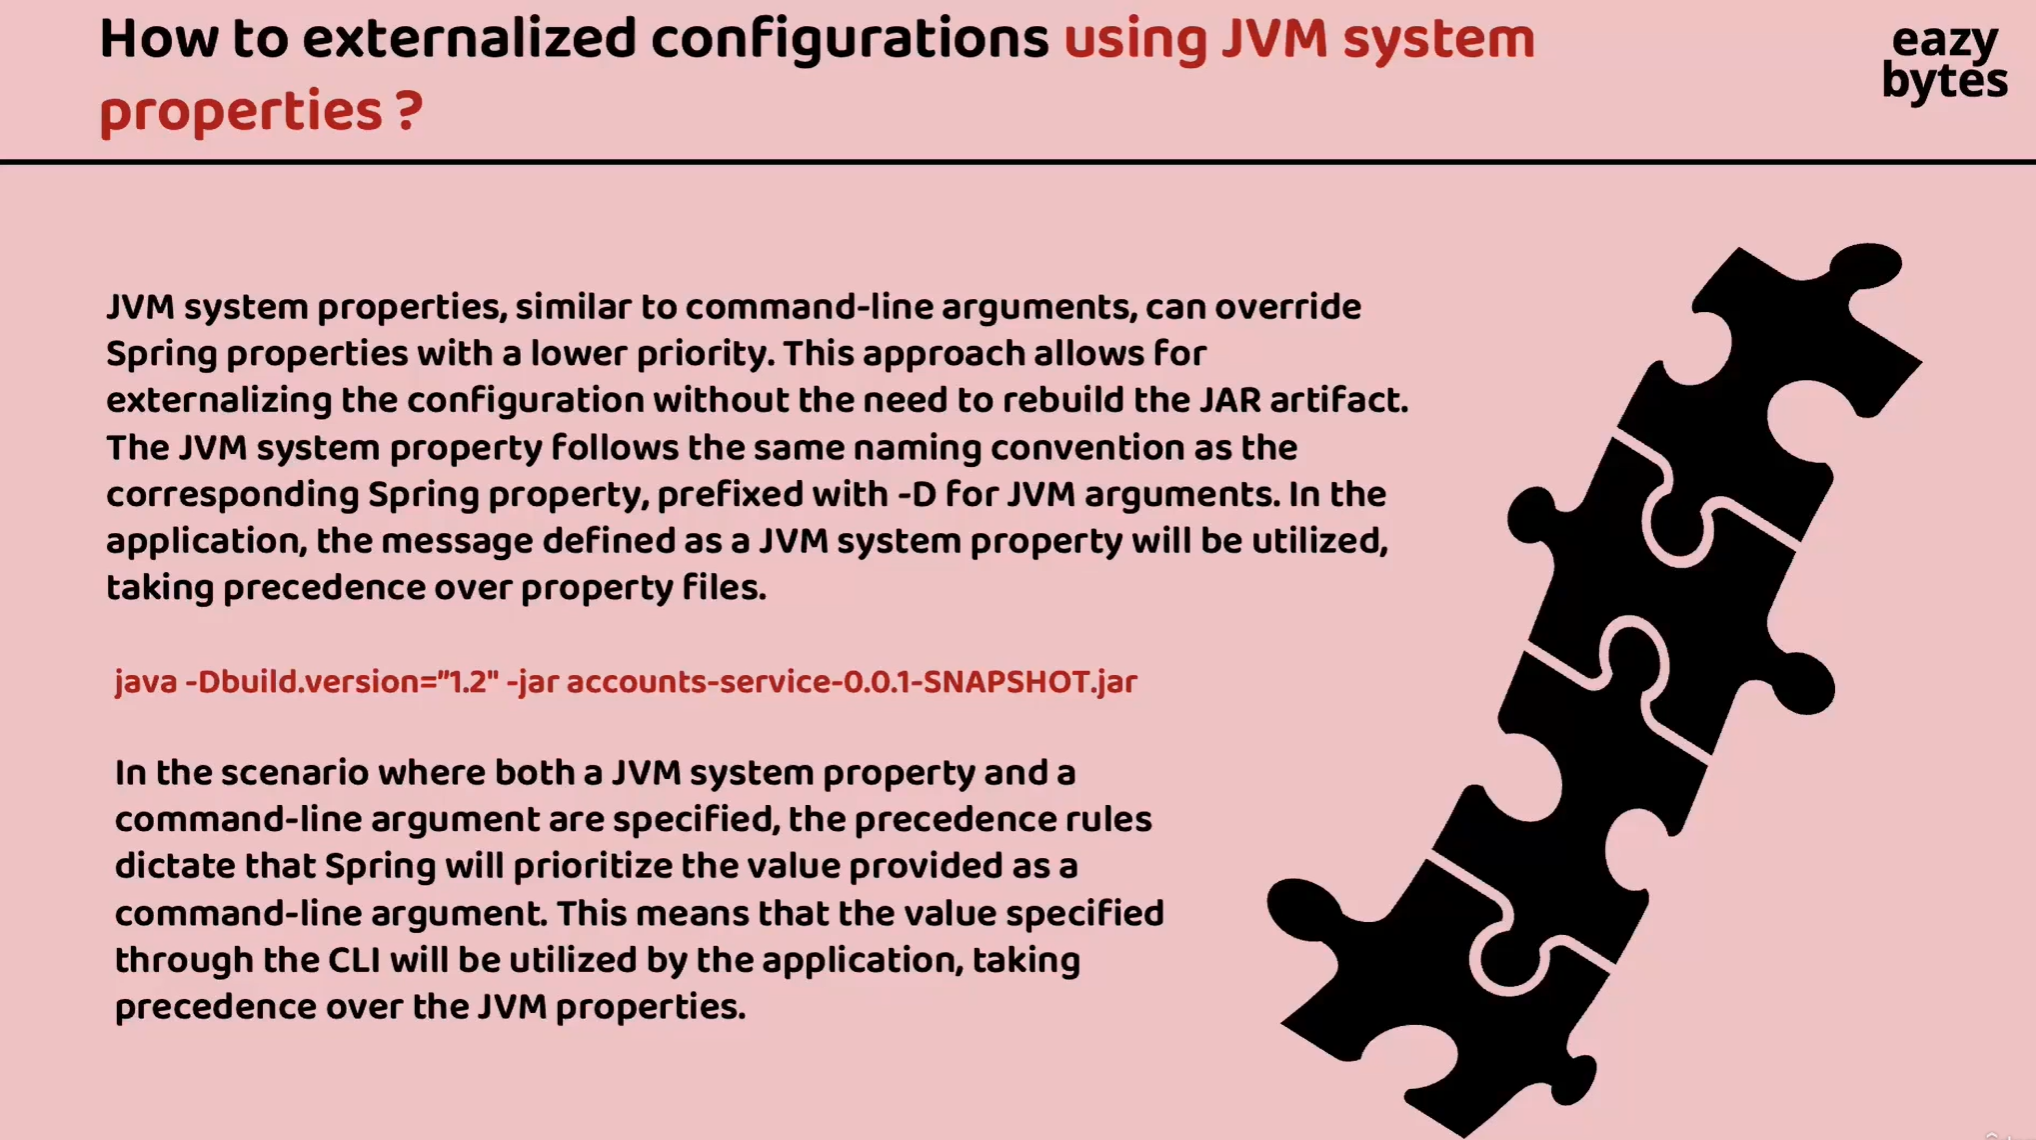 How to externalized configurations using JVM system
properties ?
eazy
bytes
JVM system properties, similar to command-line arguments, can override
Spring properties with a lower priority. This approach allows for
externalizing the configuration without the need to rebuild the JAR artifact.
The JVM system property follows the same naming convention as the
corresponding Spring property, prefixed with -D for JVM arguments. In the
application, the message defined as a JVM system property will be utilized,
taking precedence over property files.
java -Dbuild.version="1.2" -jar accounts-service-0.0.1-SNAPSHOT.jar
In the scenario where both a JVM system property and a
command-line argument are specified, the precedence rules
dictate that Spring will prioritize the value provided as a
command-line argument. This means that the value specified
through the CLI will be utilized by the application, taking
precedence over the JVM properties.